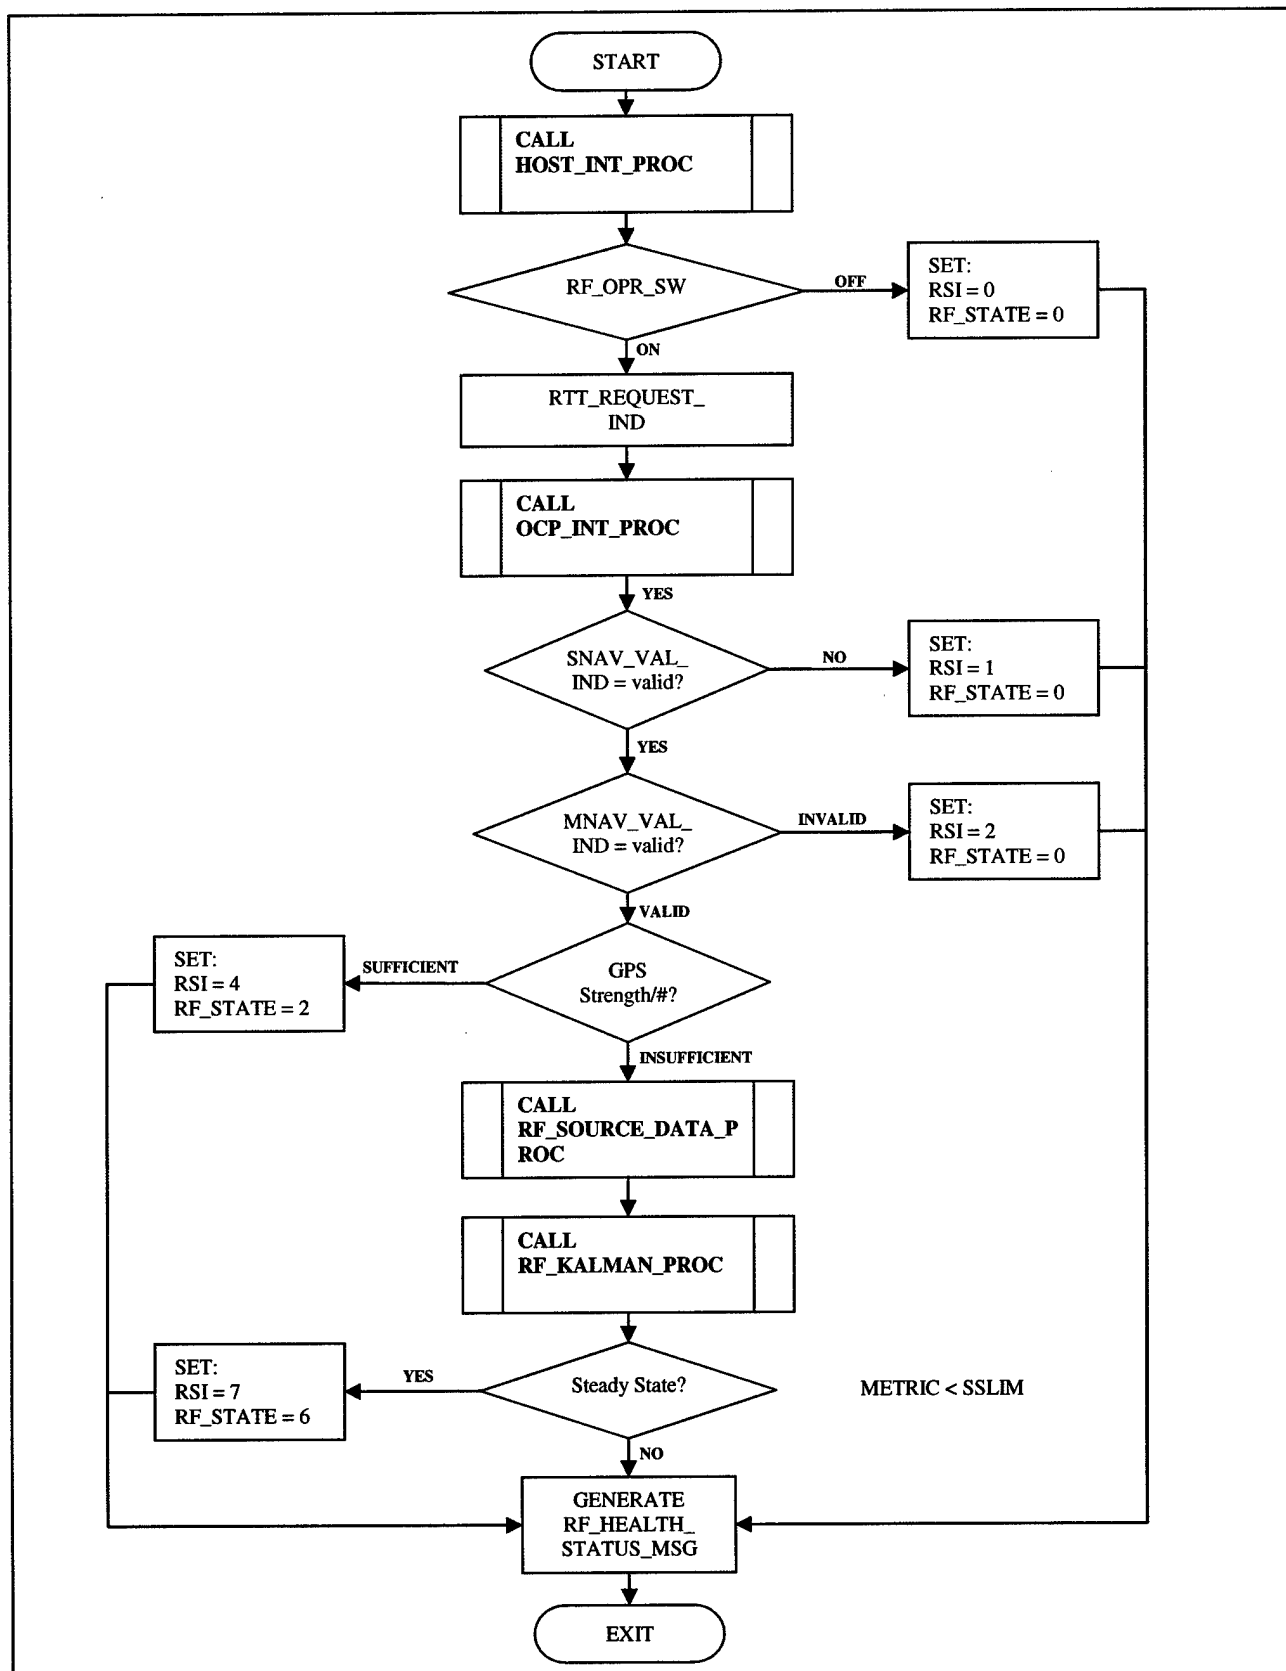 START
CALL
HOST_INT_PROC
RF_OPR_SW
OFF
SET:
RSI = 0
RF_STATE = 0
ON
RTT_REQUEST_
IND
CALL
OCP_INT_PROC
YES
SNAV_VAL_
IND = valid?
NO
SET:
RSI = 1
RF_STATE = 0
YES
MNAV_VAL_
IND = valid?
INVALID
SET:
RSI = 2
RF_STATE = 0
VALID
GPS
Strength/#?
SUFFICIENT
SET:
RSI = 4
RF_STATE = 2
INSUFFICIENT
CALL
RF_SOURCE_DATA_P
ROC
CALL
RF_KALMAN_PROC
Steady State?
YES
SET:
RSI = 7
RF_STATE = 6
METRIC < SSLIM
NO
GENERATE
RF_HEALTH_
STATUS_MSG
EXIT